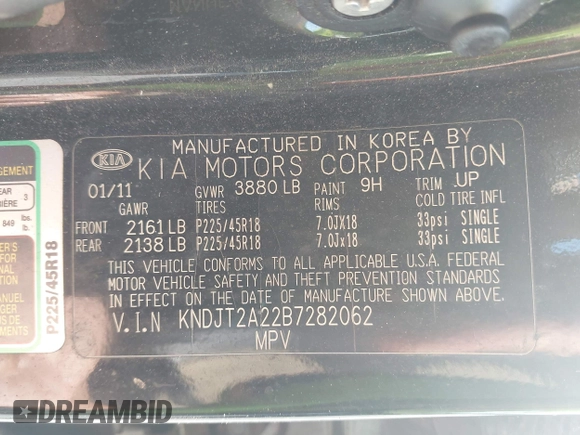 MANUFACTURED IN KOREA BY
KIA KIA MOTORS CORPORATION
01/11 GVWR 3880 LB PAINT 9H TRIM .UP
GAWR TIRES RIMS COLD TIRE INFL
FRONT 2161 LB P225/45R18 7.0JX18 33psi SINGLE
REAR 2138 LB P225/45R18 7.0Jx18 33psi SINGLE
THIS VEHICLE CONFORMS TO ALL APPLICABLE U.S.A. FEDERAL
MOTOR VEHICLE SAFETY AND THEFT PREVENTION STANDARDS
IN EFFECT ON THE DATE OF MANUFACTURE SHOWN ABOVE.
V.I.N KNDJT2A22B7282062
MPV
P225/45R18
849
lbs.
DREAMBID